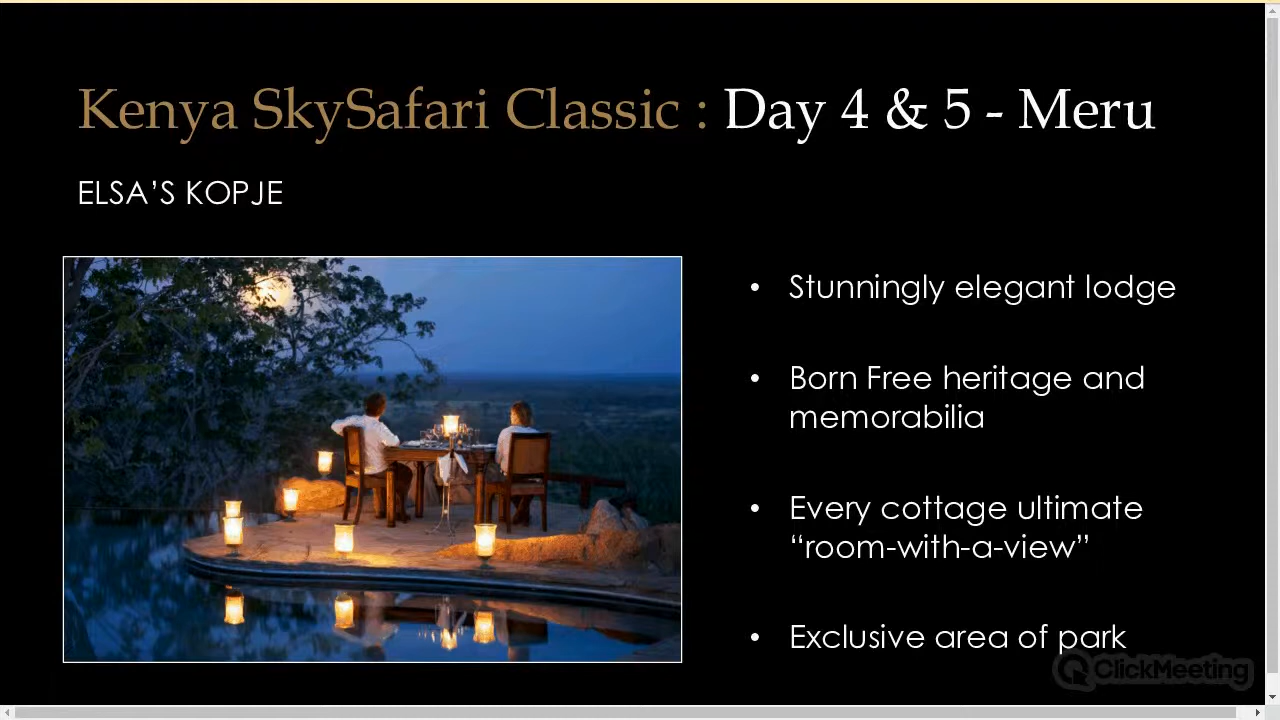 Kenya SkySafari Classic : Day 4 & 5 - Meru
ELSA’S KOPJE
• Stunningly elegant lodge
• Born Free heritage and
memorabilia
• Every cottage ultimate
“room-with-a-view”
• Exclusive area of park
ClickMeeting